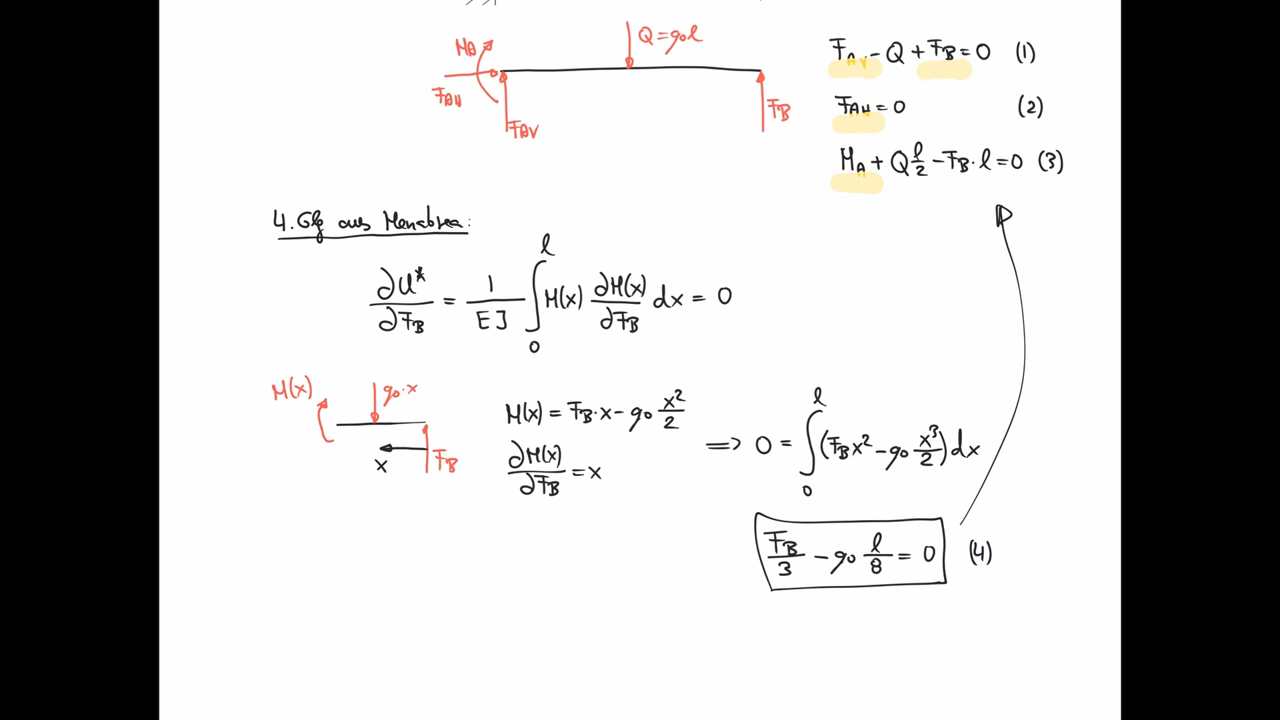 M_A
Q = q₀l
F_AH
F_AV
F_B
F_AV - Q + F_B = 0 (1)
F_AH = 0 (2)
M_A + Q l/2 - F_B · l = 0 (3)
4. Glg aus Menabrea:
∂U*/∂F_B = 1/EJ ∫₀ˡ M(x) ∂M(x)/∂F_B dx = 0
M(x)
q₀·x
x
F_B
M(x) = F_B·x - q₀ x²/2
∂M(x)/∂F_B = x
⇒ 0 = ∫₀ˡ (F_B x² - q₀ x³/2) dx
F_B/3 - q₀ l/8 = 0 (4)